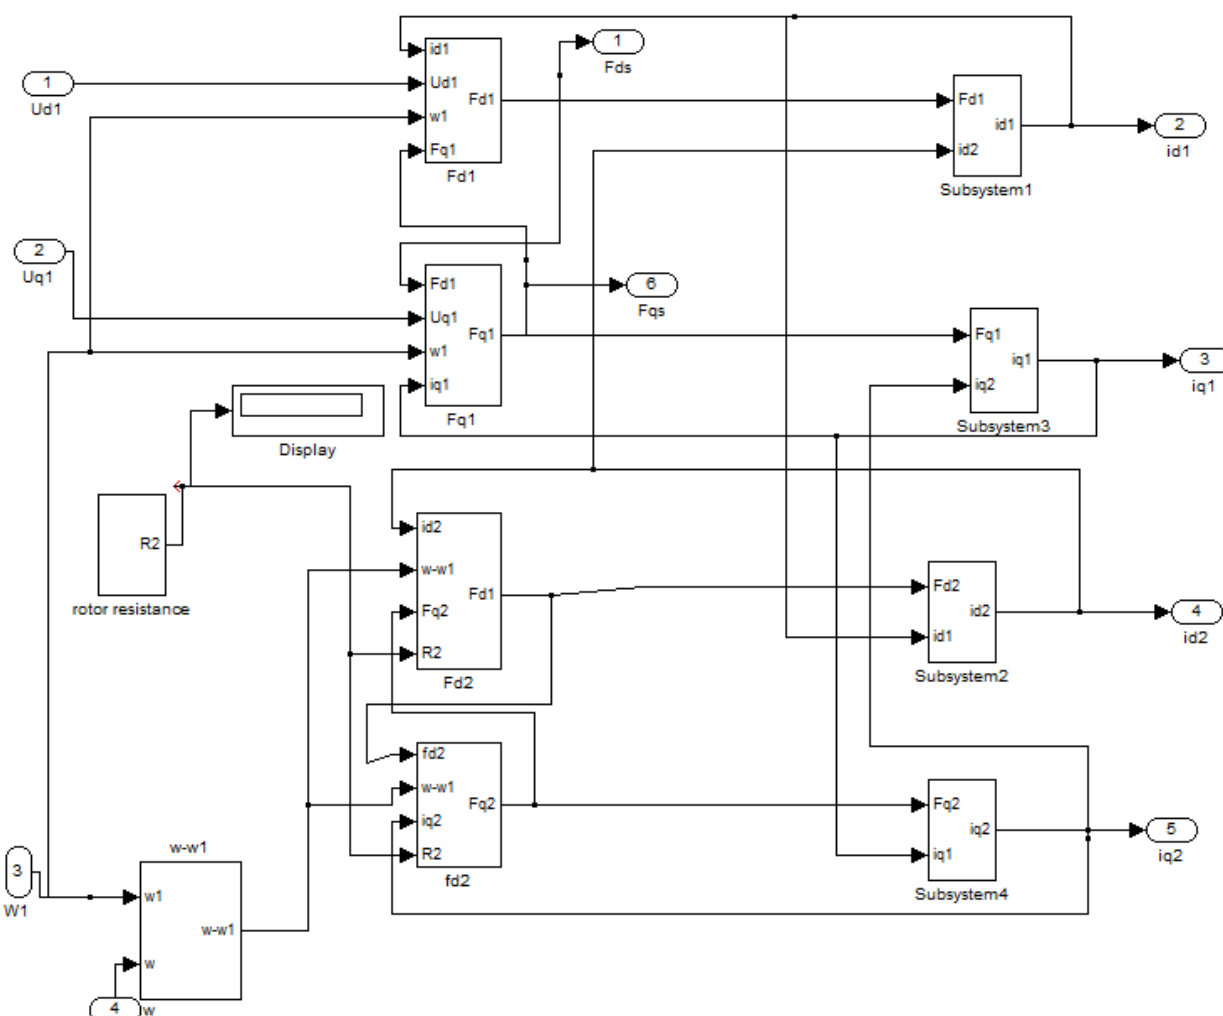 1
Ud1
id1
Ud1
w1
Fq1
Fd1
Fd1
1
Fds
Fd1
id2
id1
Subsystem1
2
id1
2
Uq1
Fd1
Uq1
w1
iq1
Fq1
Fq1
6
Fqs
Fq1
iq2
iq1
Subsystem3
3
iq1
Display
R2
rotor resistance
id2
w-w1
Fq2
R2
Fd1
Fd2
Fd2
id1
id2
Subsystem2
4
id2
fd2
w-w1
iq2
R2
Fq2
fd2
Fq2
iq1
iq2
Subsystem4
5
iq2
3
W1
w-w1
w1
w
w-w1
4
w